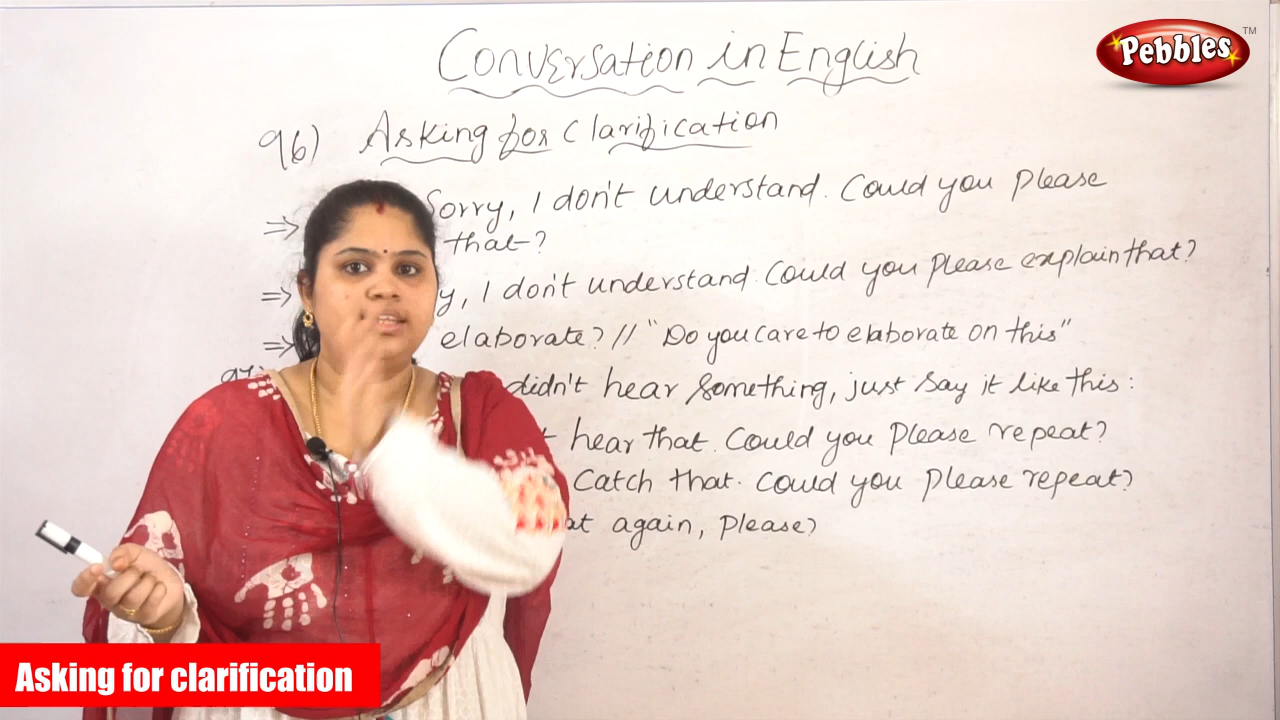 Pebbles TM
Conversation in English
96) Asking for Clarification
⇒ Sorry, I don't understand. Could you please
that?
⇒ I don't understand. Could you please explain that?
⇒ elaborate? // "Do you care to elaborate on this"
didn't hear something, just say it like this :
hear that. Could you please repeat?
Catch that. Could you please repeat?
again, please?
Asking for clarification